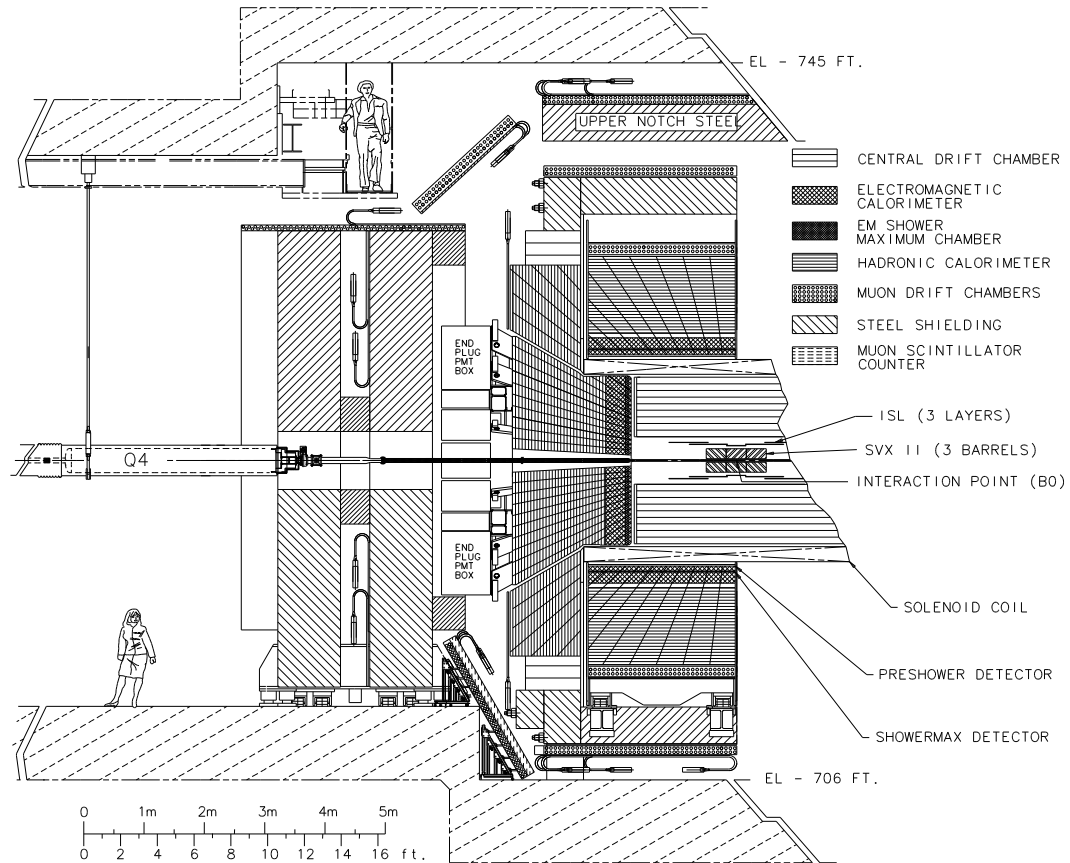 EL - 745 FT.
UPPER NOTCH STEEL
CENTRAL DRIFT CHAMBER
ELECTROMAGNETIC
CALORIMETER
EM SHOWER
MAXIMUM CHAMBER
HADRONIC CALORIMETER
MUON DRIFT CHAMBERS
STEEL SHIELDING
MUON SCINTILLATOR
COUNTER
END
PLUG
PMT
BOX
ISL (3 LAYERS)
Q4
SVX II (3 BARRELS)
INTERACTION POINT (B0)
END
PLUG
PMT
BOX
SOLENOID COIL
PRESHOWER DETECTOR
SHOWERMAX DETECTOR
EL - 706 FT.
0 1m 2m 3m 4m 5m
0 2 4 6 8 10 12 14 16 ft.